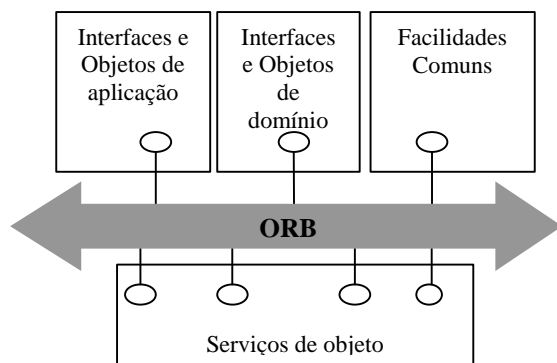 Interfaces e
Objetos de
aplicação
Interfaces
e Objetos
de
domínio
Facilidades
Comuns
ORB
Serviços de objeto